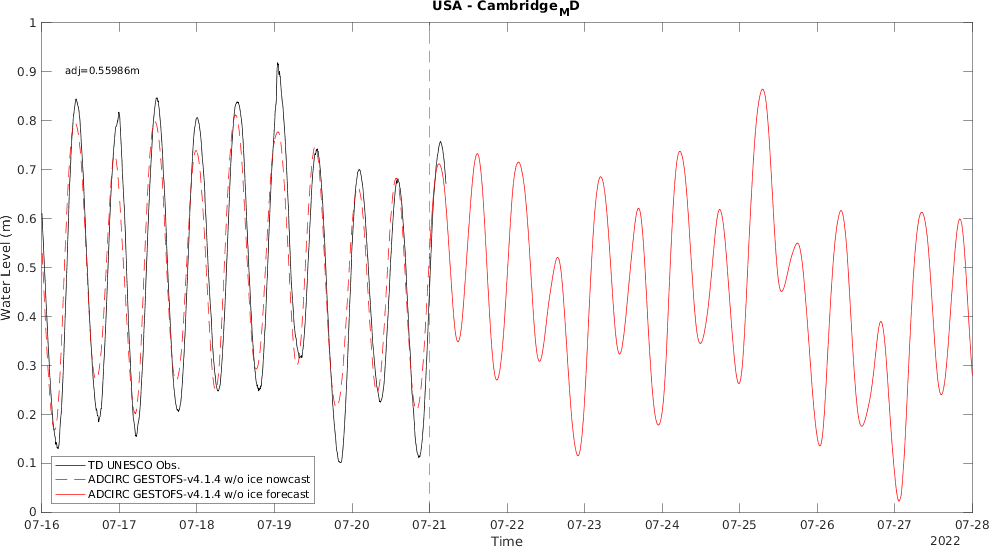 USA - Cambridge_MD
adj=0.55986m
Water Level (m)
1
0.9
0.8
0.7
0.6
0.5
0.4
0.3
0.2
0.1
0
TD UNESCO Obs.
ADCIRC GESTOFS-v4.1.4 w/o ice nowcast
ADCIRC GESTOFS-v4.1.4 w/o ice forecast
07-16 07-17 07-18 07-19 07-20 07-21 07-22 07-23 07-24 07-25 07-26 07-27 07-28
Time
2022